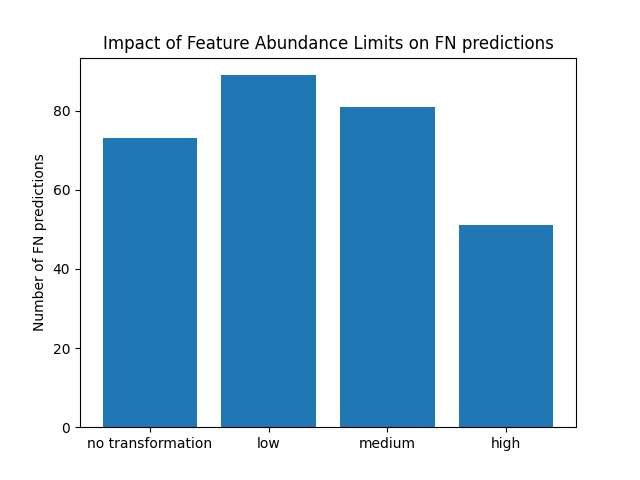 Impact of Feature Abundance Limits on FN predictions
Number of FN predictions
80
60
40
20
0
no transformation low medium high